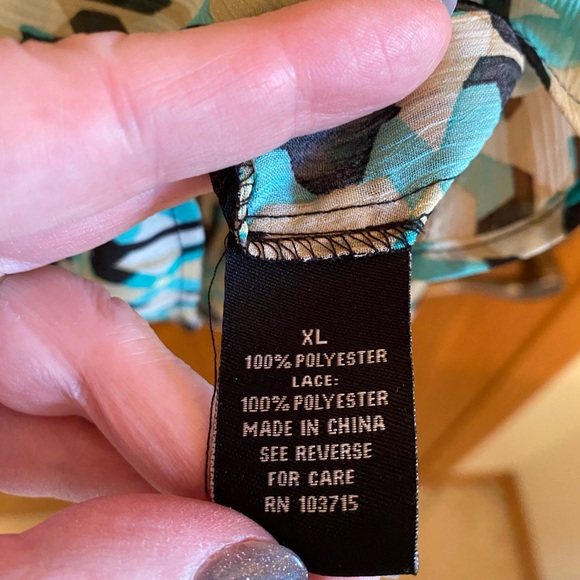 XL
100% POLYESTER
LACE:
100% POLYESTER
MADE IN CHINA
SEE REVERSE
FOR CARE
RN 103715